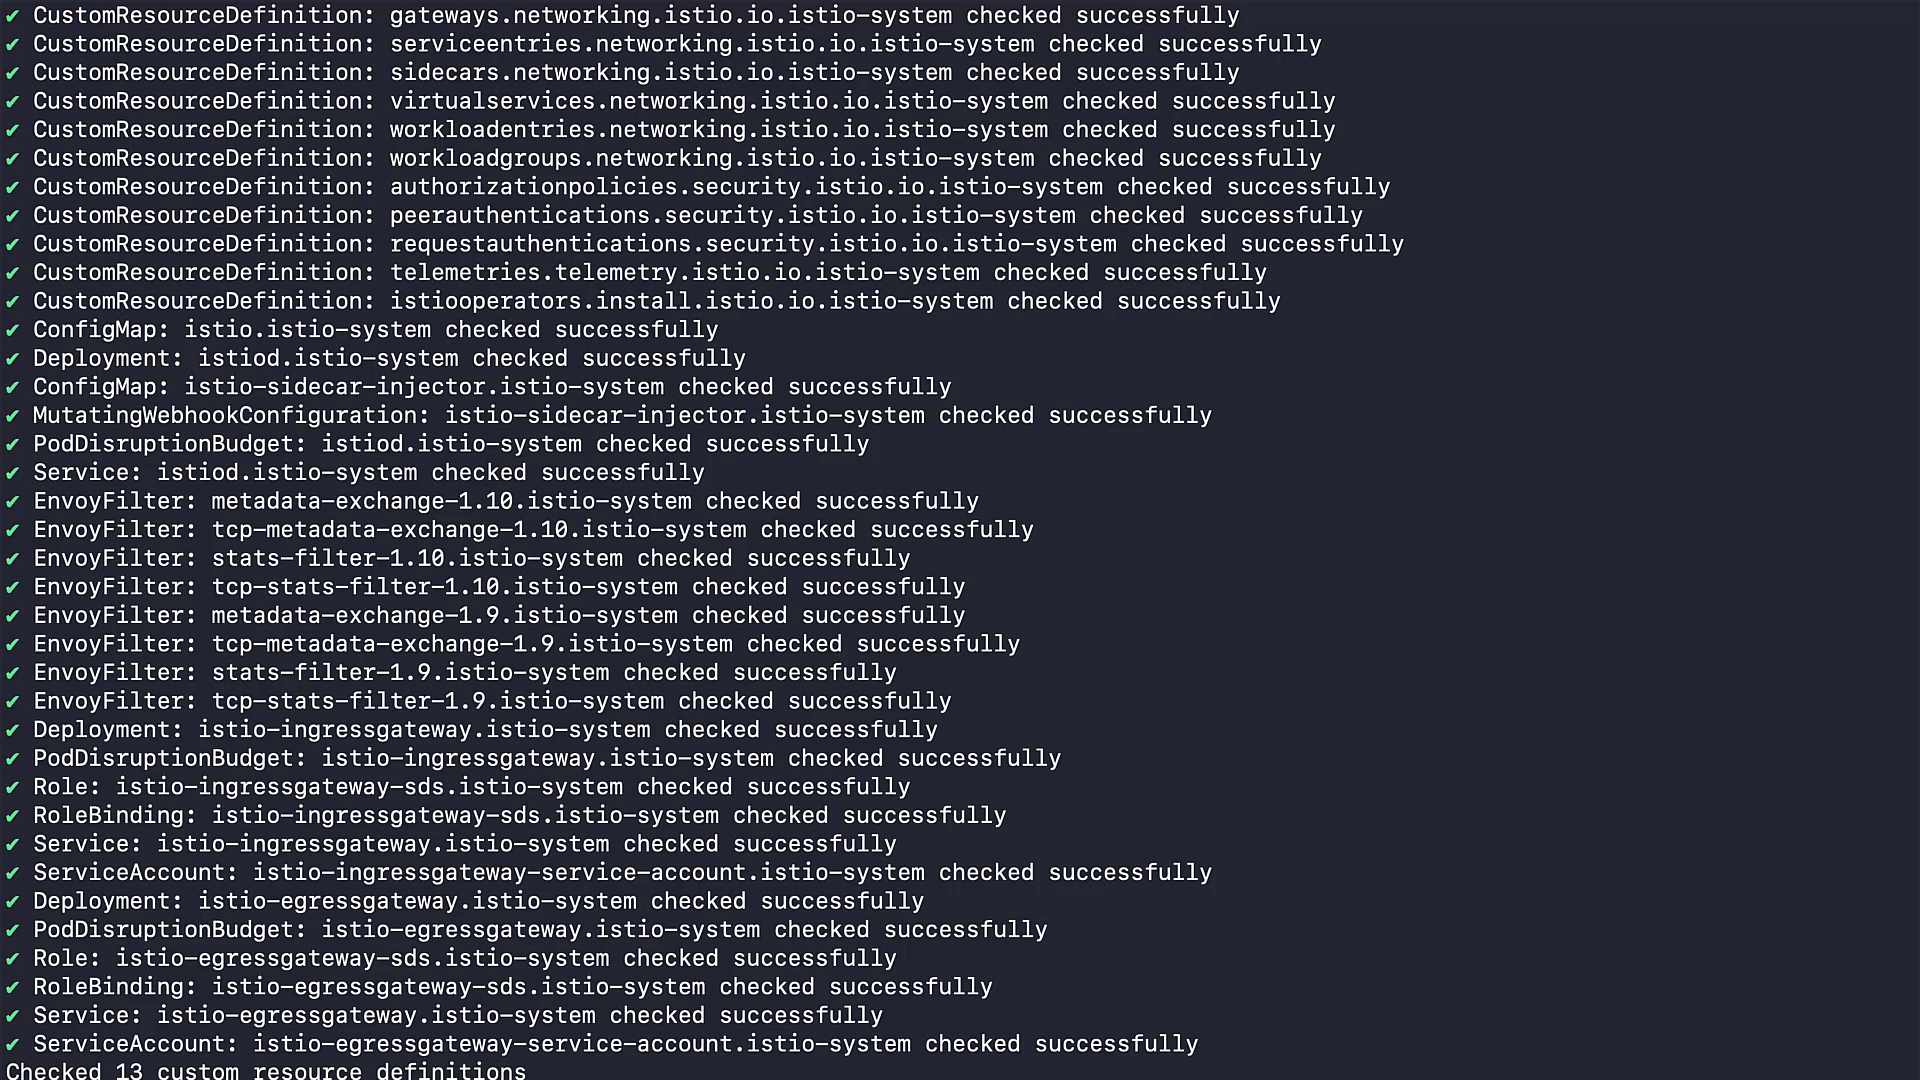 ✔ CustomResourceDefinition: gateways.networking.istio.io.istio-system checked successfully
✔ CustomResourceDefinition: serviceentries.networking.istio.io.istio-system checked successfully
✔ CustomResourceDefinition: sidecars.networking.istio.io.istio-system checked successfully
✔ CustomResourceDefinition: virtualservices.networking.istio.io.istio-system checked successfully
✔ CustomResourceDefinition: workloadentries.networking.istio.io.istio-system checked successfully
✔ CustomResourceDefinition: workloadgroups.networking.istio.io.istio-system checked successfully
✔ CustomResourceDefinition: authorizationpolicies.security.istio.io.istio-system checked successfully
✔ CustomResourceDefinition: peerauthentications.security.istio.io.istio-system checked successfully
✔ CustomResourceDefinition: requestauthentications.security.istio.io.istio-system checked successfully
✔ CustomResourceDefinition: telemetries.telemetry.istio.io.istio-system checked successfully
✔ CustomResourceDefinition: istiooperators.install.istio.io.istio-system checked successfully
✔ ConfigMap: istio.istio-system checked successfully
✔ Deployment: istiod.istio-system checked successfully
✔ ConfigMap: istio-sidecar-injector.istio-system checked successfully
✔ MutatingWebhookConfiguration: istio-sidecar-injector.istio-system checked successfully
✔ PodDisruptionBudget: istiod.istio-system checked successfully
✔ Service: istiod.istio-system checked successfully
✔ EnvoyFilter: metadata-exchange-1.10.istio-system checked successfully
✔ EnvoyFilter: tcp-metadata-exchange-1.10.istio-system checked successfully
✔ EnvoyFilter: stats-filter-1.10.istio-system checked successfully
✔ EnvoyFilter: tcp-stats-filter-1.10.istio-system checked successfully
✔ EnvoyFilter: metadata-exchange-1.9.istio-system checked successfully
✔ EnvoyFilter: tcp-metadata-exchange-1.9.istio-system checked successfully
✔ EnvoyFilter: stats-filter-1.9.istio-system checked successfully
✔ EnvoyFilter: tcp-stats-filter-1.9.istio-system checked successfully
✔ Deployment: istio-ingressgateway.istio-system checked successfully
✔ PodDisruptionBudget: istio-ingressgateway.istio-system checked successfully
✔ Role: istio-ingressgateway-sds.istio-system checked successfully
✔ RoleBinding: istio-ingressgateway-sds.istio-system checked successfully
✔ Service: istio-ingressgateway.istio-system checked successfully
✔ ServiceAccount: istio-ingressgateway-service-account.istio-system checked successfully
✔ Deployment: istio-egressgateway.istio-system checked successfully
✔ PodDisruptionBudget: istio-egressgateway.istio-system checked successfully
✔ Role: istio-egressgateway-sds.istio-system checked successfully
✔ RoleBinding: istio-egressgateway-sds.istio-system checked successfully
✔ Service: istio-egressgateway.istio-system checked successfully
✔ ServiceAccount: istio-egressgateway-service-account.istio-system checked successfully
Checked 13 custom resource definitions